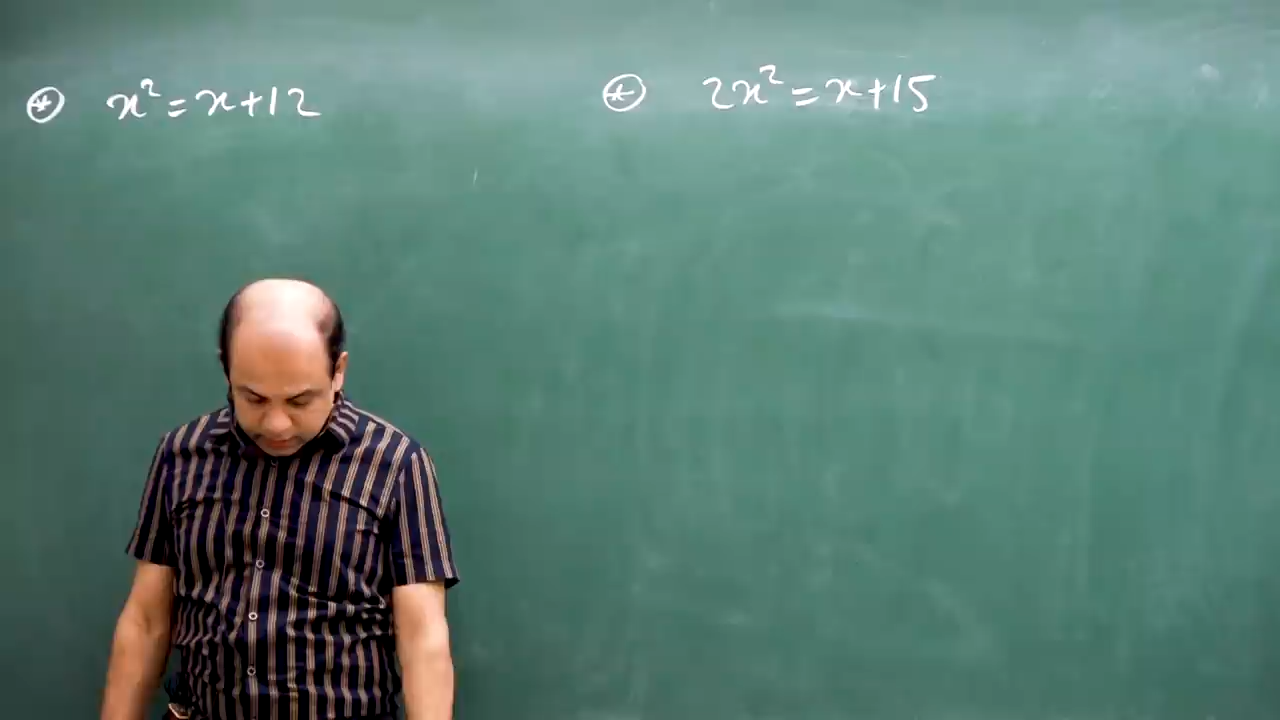 ⊛ x² = x+12
⊛ 2x² = x+15